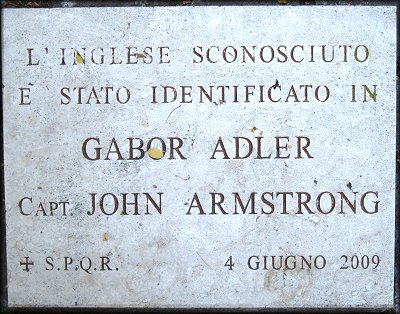 L'INGLESE SCONOSCIUTO
E STATO IDENTIFICATO IN
GABOR ADLER
CAPT. JOHN ARMSTRONG
✠ S.P.Q.R. 4 GIUGNO 2009